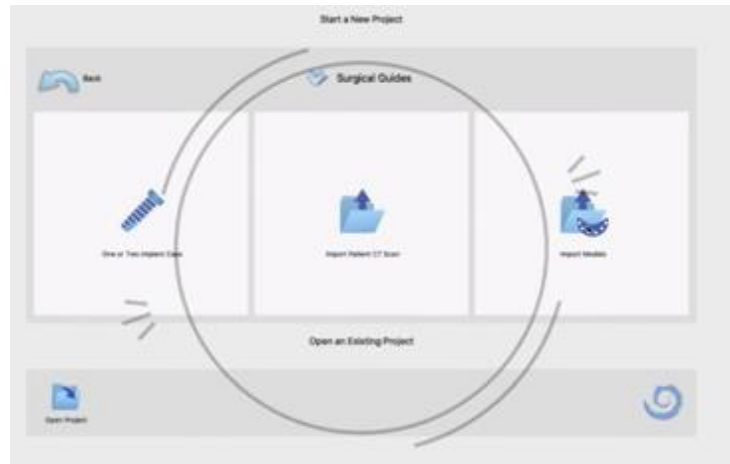 Start a New Project
Back
Surgical Guides
One or Two Implant Case
Import Patient CT Scan
Import Models
Open an Existing Project
Open Project